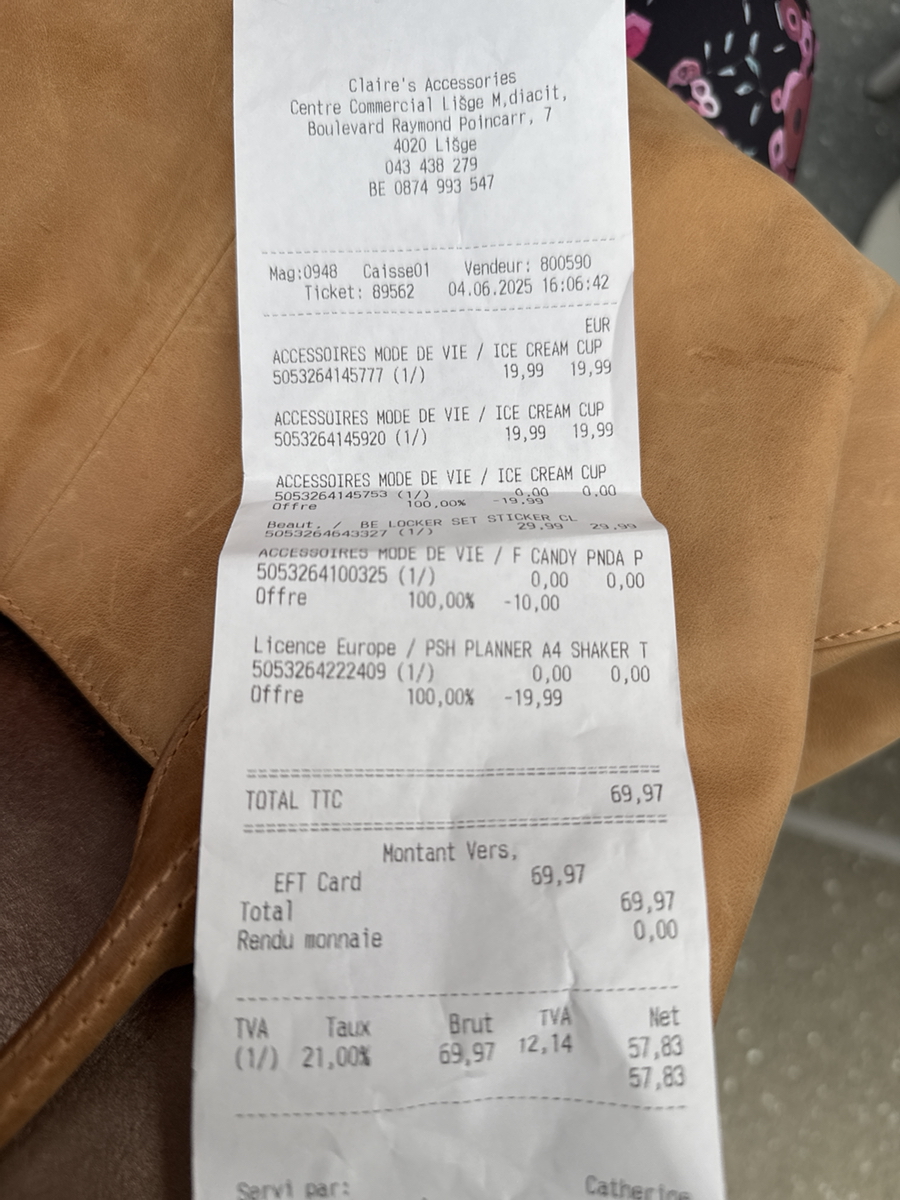 Claire's Accessories
Centre Commercial Lišge M,diacit,
Boulevard Raymond Poincarr, 7
4020 Lišge
043 438 279
BE 0874 993 547
Mag:0948 Caisse01 Vendeur: 800590
Ticket: 89562 04.06.2025 16:06:42
EUR
ACCESSOIRES MODE DE VIE / ICE CREAM CUP
5053264145777 (1/) 19,99 19,99
ACCESSOIRES MODE DE VIE / ICE CREAM CUP
5053264145920 (1/) 19,99 19,99
ACCESSOIRES MODE DE VIE / ICE CREAM CUP
5053264145753 (1/) 0,00 0,00
Offre 100,00% -19,99
Beaut. / BE LOCKER SET STICKER CL
5053264643327 (1/) 29,99 29,99
ACCESSOIRES MODE DE VIE / F CANDY PNDA P
5053264100325 (1/) 0,00 0,00
Offre 100,00% -10,00
Licence Europe / PSH PLANNER A4 SHAKER T
5053264222409 (1/) 0,00 0,00
Offre 100,00% -19,99
TOTAL TTC 69,97
Montant Vers,
EFT Card 69,97
Total 69,97
Rendu monnaie 0,00
TVA Taux Brut TVA Net
(1/) 21,00% 69,97 12,14 57,83
57,83
Servi par: Catherine